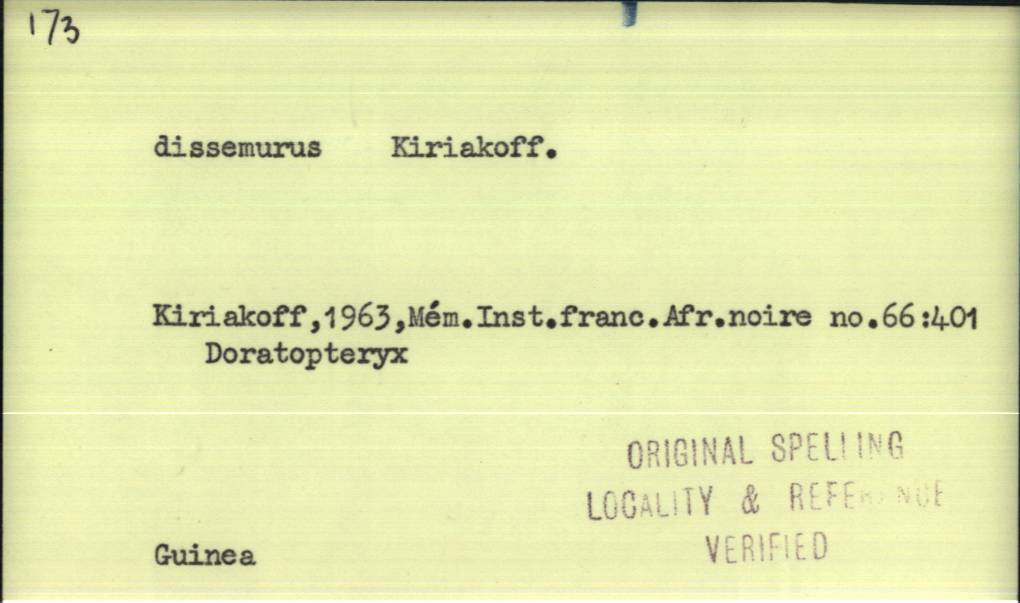 173
dissemurus Kiriakoff.
Kiriakoff,1963,Mém.Inst.franc.Afr.noire no.66:401
Doratopteryx
ORIGINAL SPELLING
LOCALITY & REFERENCE
VERIFIED
Guinea